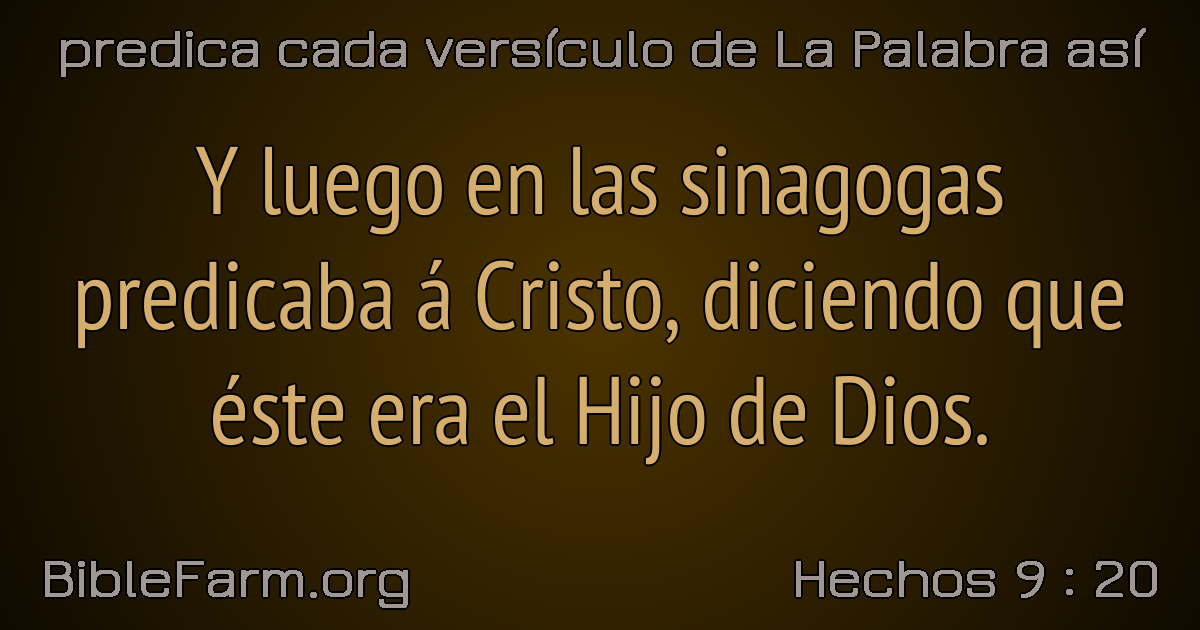 predica cada versículo de La Palabra así
Y luego en las sinagogas
predicaba á Cristo, diciendo que
éste era el Hijo de Dios.
BibleFarm.org
Hechos 9 : 20